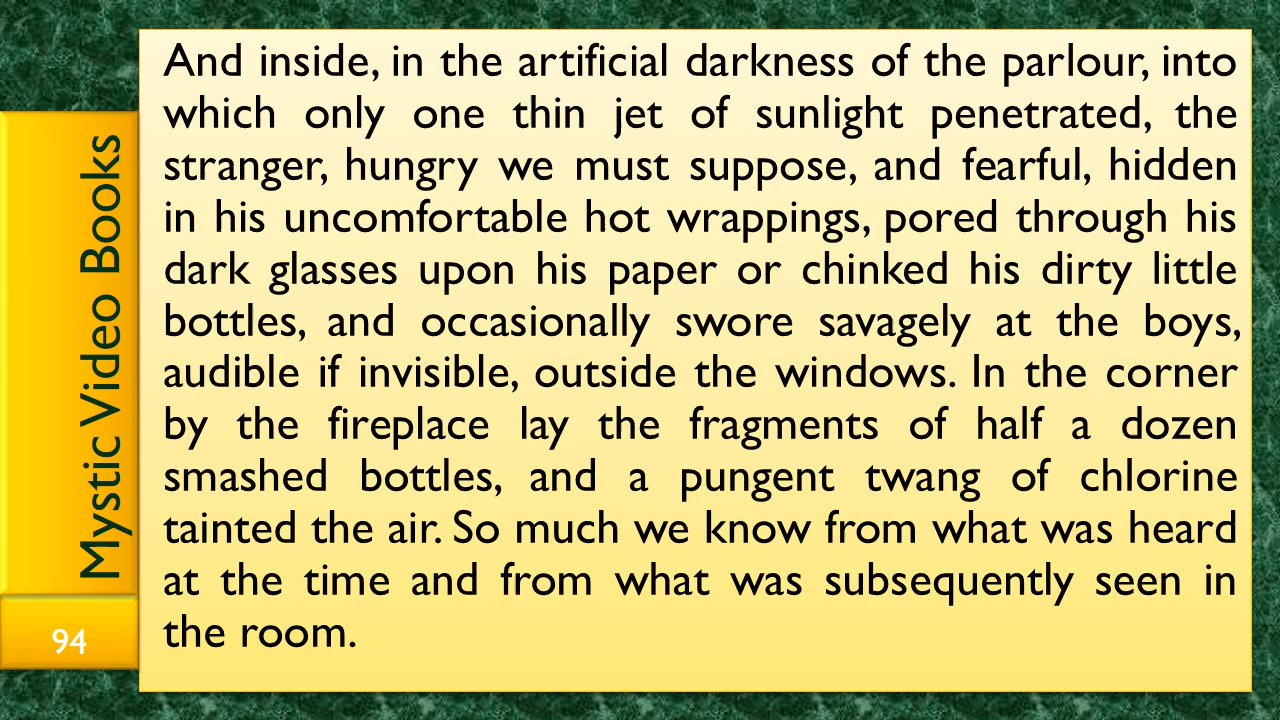 And inside, in the artificial darkness of the parlour, into
which only one thin jet of sunlight penetrated, the
stranger, hungry we must suppose, and fearful, hidden
in his uncomfortable hot wrappings, pored through his
dark glasses upon his paper or chinked his dirty little
bottles, and occasionally swore savagely at the boys,
audible if invisible, outside the windows. In the corner
by the fireplace lay the fragments of half a dozen
smashed bottles, and a pungent twang of chlorine
tainted the air. So much we know from what was heard
at the time and from what was subsequently seen in
the room.
Mystic Video Books
94